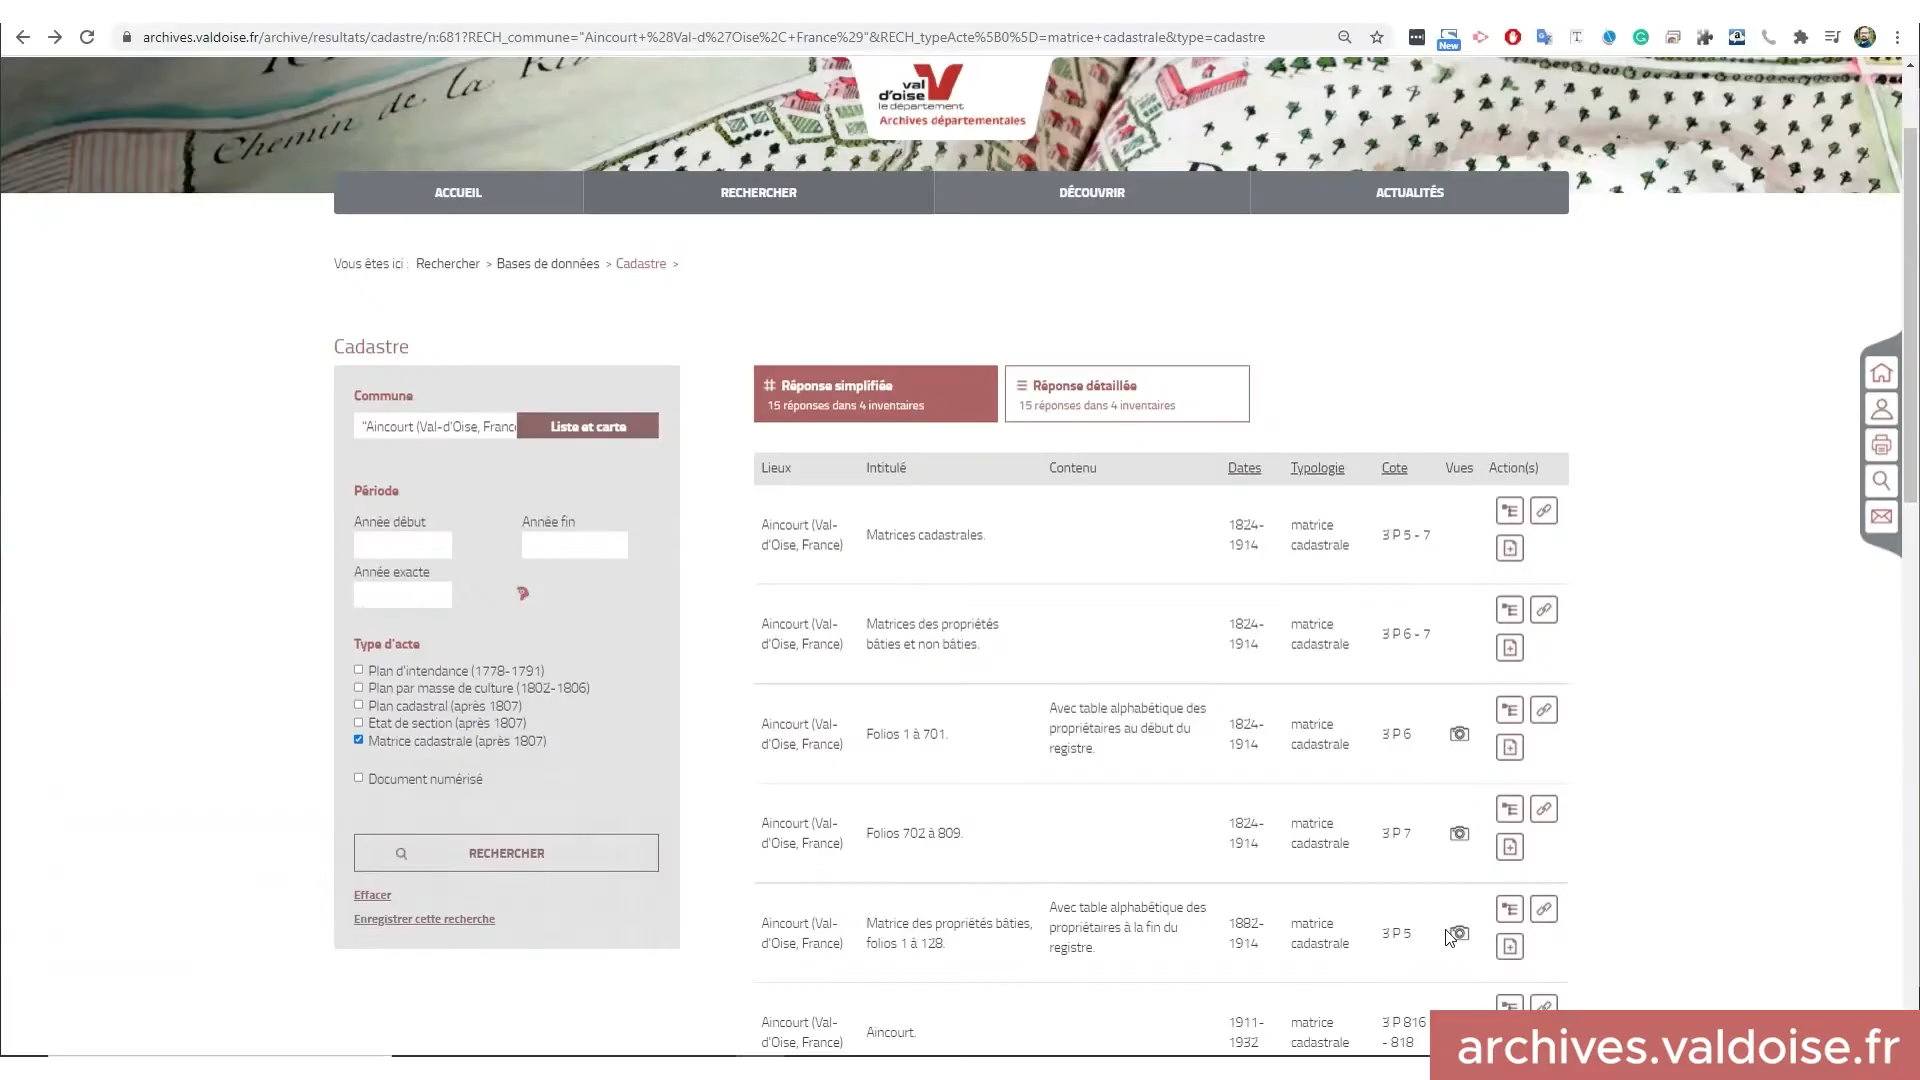 archives.valdoise.fr/archive/resultats/cadastre/n:681?RECH_commune="Aincourt+%28Val-d%27Oise%2C+France%29"&RECH_typeActe%5B0%5D=matrice+cadastrale&type=cadastre
New
Chemin de la
val
d'oise
le département
Archives départementales
ACCUEIL
RECHERCHER
DÉCOUVRIR
ACTUALITÉS
Vous êtes ici : Rechercher > Bases de données > Cadastre >
Cadastre
Commune
"Aincourt (Val-d'Oise, Franc
Liste et carte
Période
Année début
Année fin
Année exacte
Type d'acte
Plan d'intendance (1778-1791)
Plan par masse de culture (1802-1806)
Plan cadastral (après 1807)
Etat de section (après 1807)
Matrice cadastrale (après 1807)
Document numérisé
RECHERCHER
Effacer
Enregistrer cette recherche
Réponse simplifiée
15 réponses dans 4 inventaires
Réponse détaillée
15 réponses dans 4 inventaires
Lieux Intitulé Contenu Dates Typologie Cote Vues Action(s)
Aincourt (Val-
d'Oise, France)
Matrices cadastrales.
1824-
1914
matrice
cadastrale
3 P 5 - 7
Aincourt (Val-
d'Oise, France)
Matrices des propriétés
bâties et non bâties.
1824-
1914
matrice
cadastrale
3 P 6 - 7
Aincourt (Val-
d'Oise, France)
Folios 1 à 701.
Avec table alphabétique des
propriétaires au début du
registre.
1824-
1914
matrice
cadastrale
3 P 6
Aincourt (Val-
d'Oise, France)
Folios 702 à 809.
1824-
1914
matrice
cadastrale
3 P 7
Aincourt (Val-
d'Oise, France)
Matrice des propriétés bâties,
folios 1 à 128.
Avec table alphabétique des
propriétaires à la fin du
registre.
1882-
1914
matrice
cadastrale
3 P 5
Aincourt (Val-
d'Oise, France)
Aincourt.
1911-
1932
matrice
cadastrale
3 P 816
- 818
archives.valdoise.fr